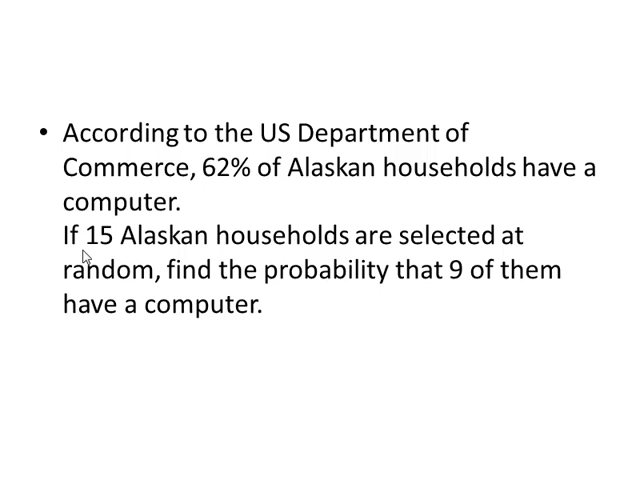 • According to the US Department of
Commerce, 62% of Alaskan households have a
computer.
If 15 Alaskan households are selected at
random, find the probability that 9 of them
have a computer.